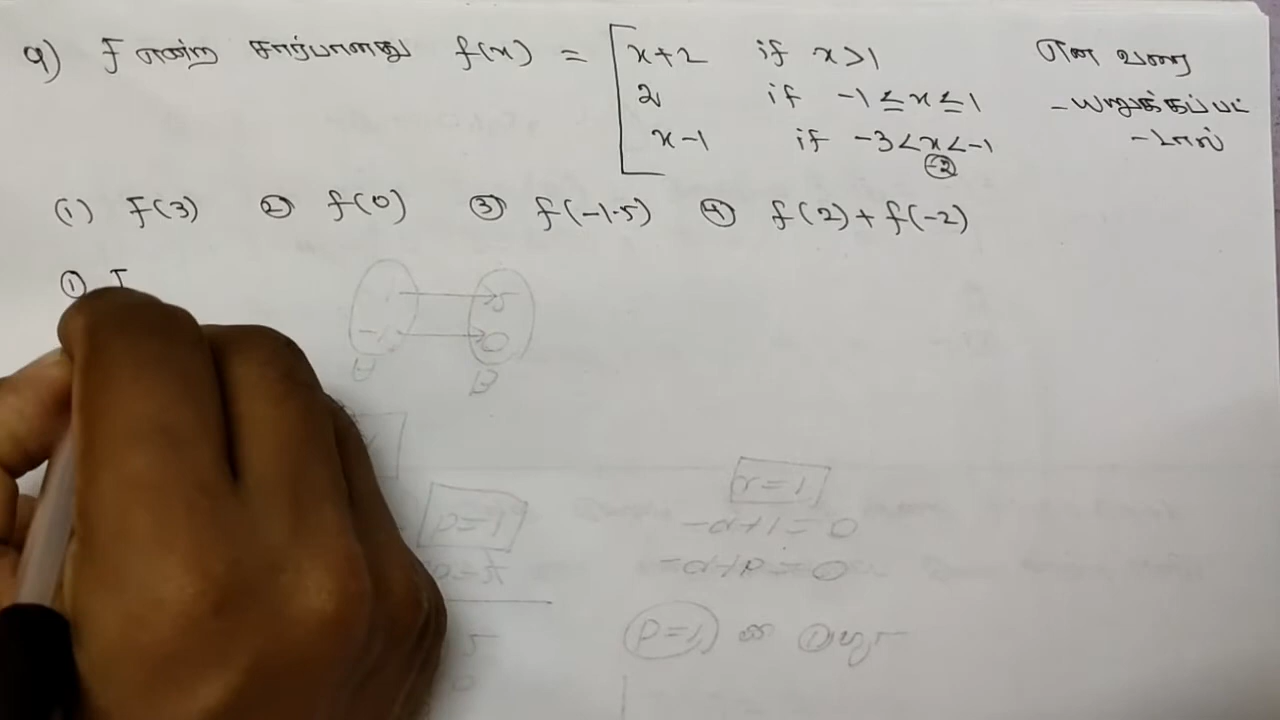 9) f என்ற சார்பானது f(x) = [ x+2 if x>1 என வரை
2 if -1≤x≤1 -யறுக்கப்பட்
x-1 if -3<x<-1 -டால்
-2
(i) f(3) ② f(0) ③ f(-1.5) ④ f(2)+f(-2)
①